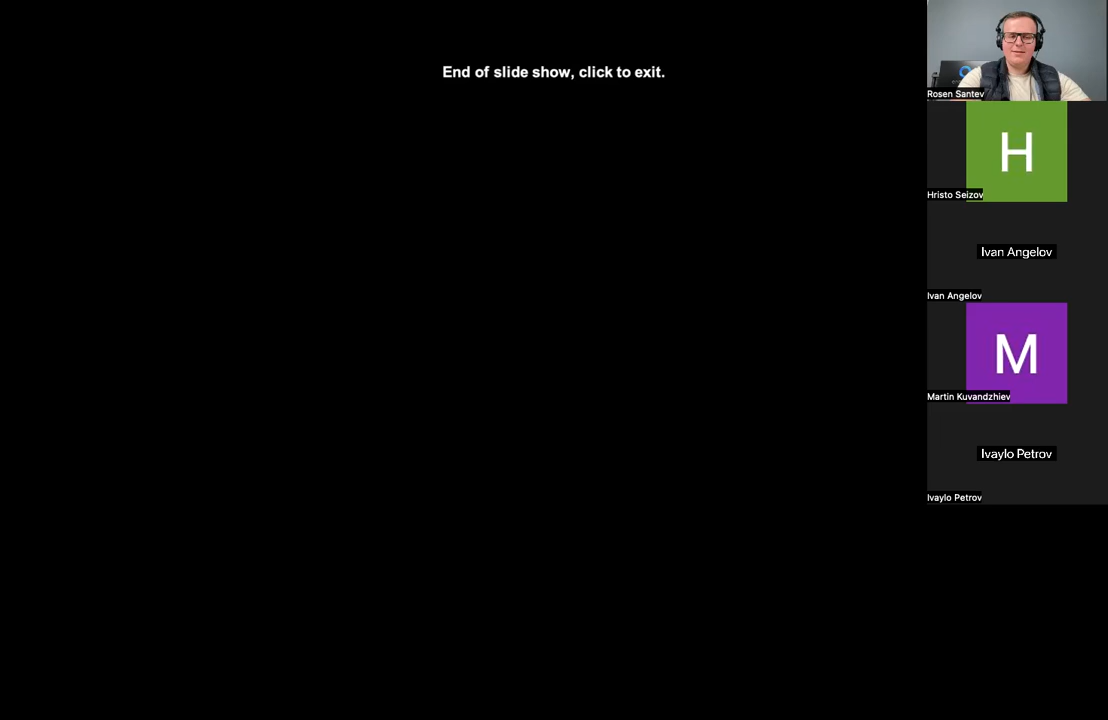 End of slide show, click to exit.
Rosen Santev
H
Hristo Seizov
Ivan Angelov
Ivan Angelov
M
Martin Kuvandzhiev
Ivaylo Petrov
Ivaylo Petrov